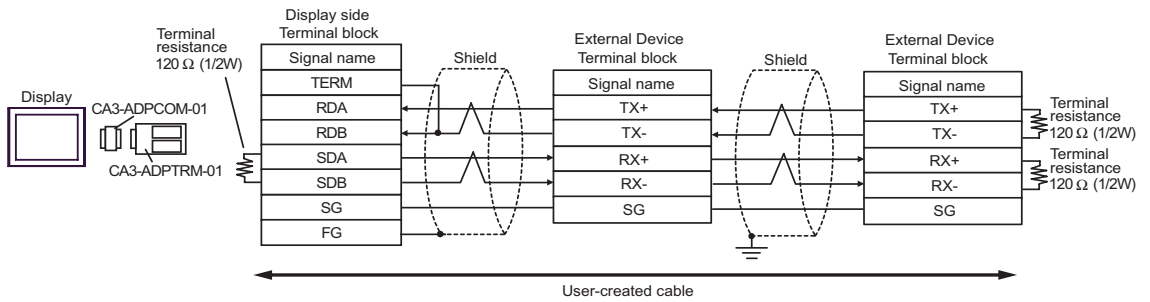 Display
CA3-ADPCOM-01
CA3-ADPTRM-01
Terminal
resistance
120 Ω (1/2W)
Display side
Terminal block
Signal name
TERM
RDA
RDB
SDA
SDB
SG
FG
Shield
External Device
Terminal block
Signal name
TX+
TX-
RX+
RX-
SG
Shield
External Device
Terminal block
Signal name
TX+
TX-
RX+
RX-
SG
Terminal
resistance
120 Ω (1/2W)
Terminal
resistance
120 Ω (1/2W)
User-created cable